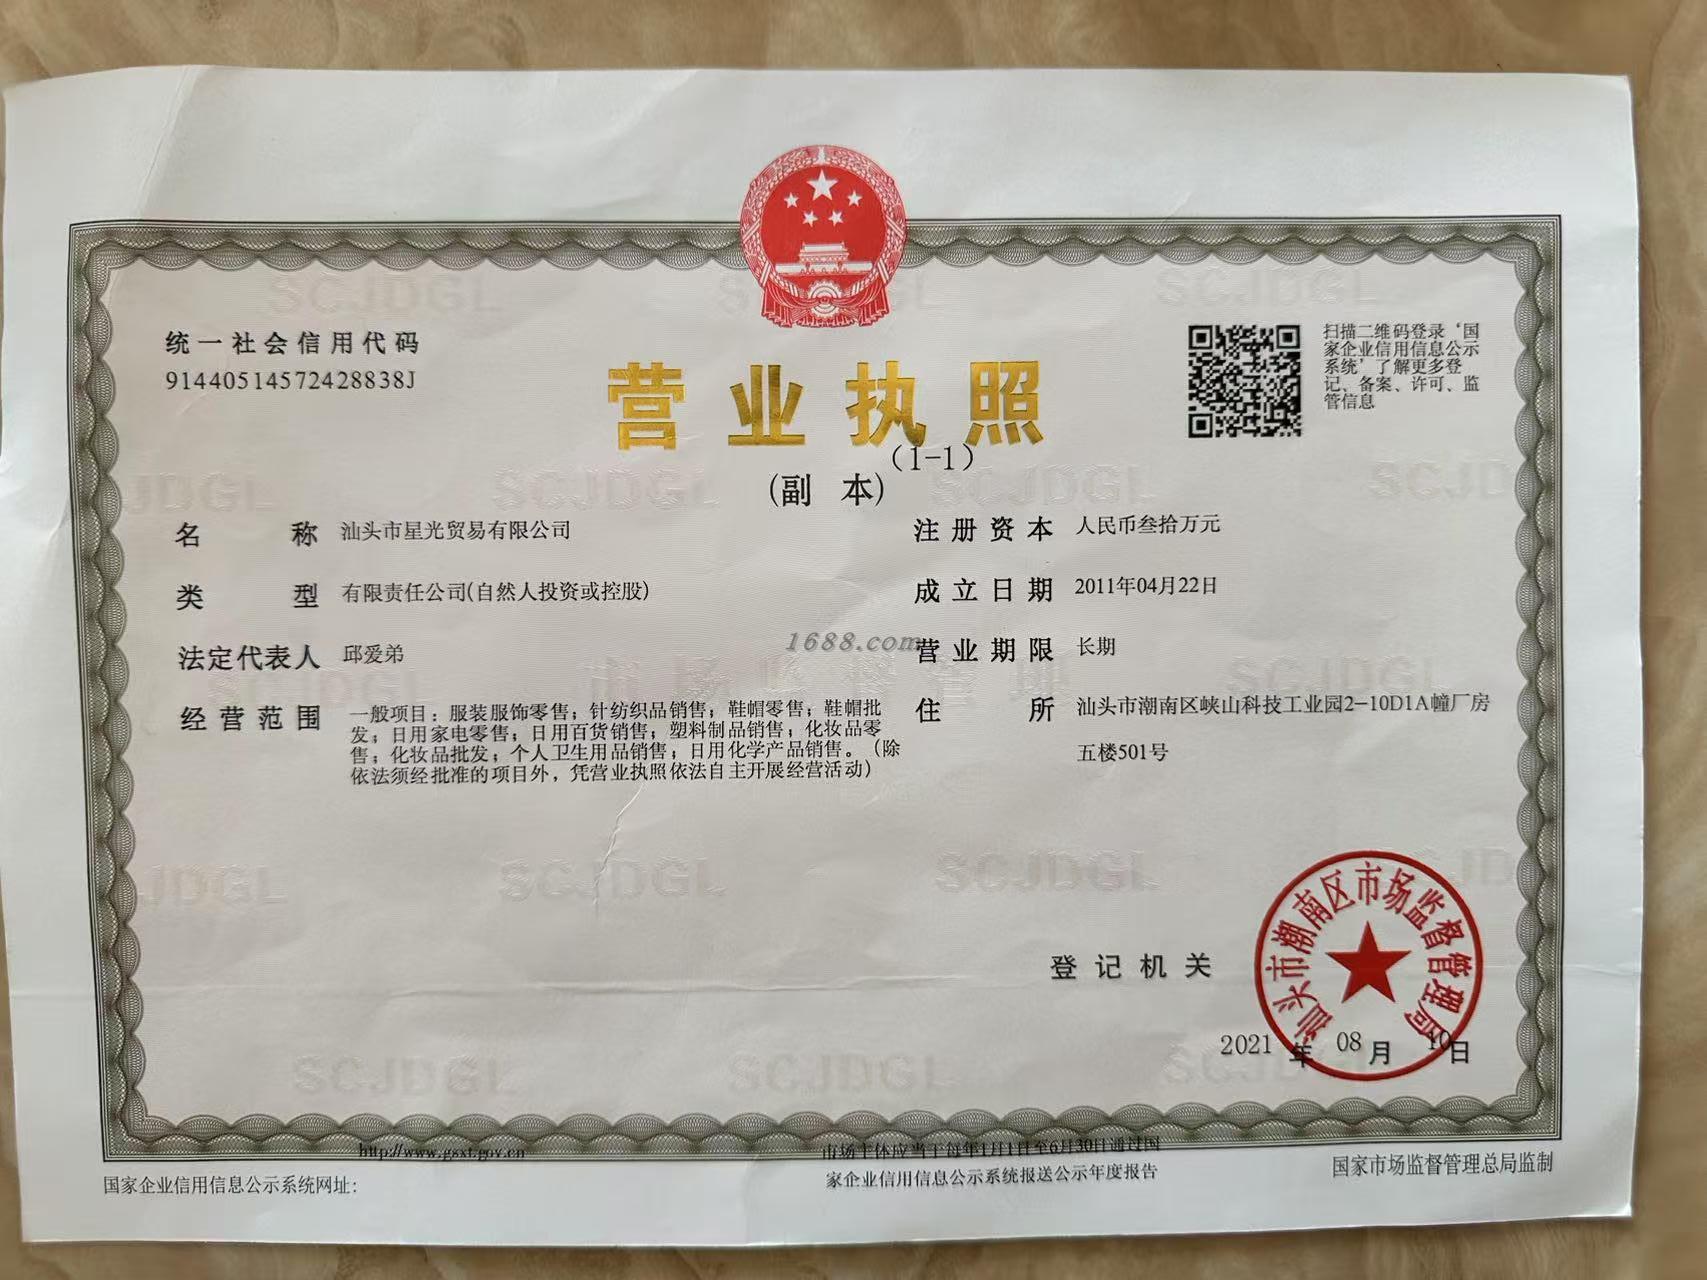 统一社会信用代码
91440514572428838J
营业执照
(副 本)（1-1）
扫描二维码登录‘国
家企业信用信息公示
系统’了解更多登
记、备案、许可、监
管信息
名称 汕头市星光贸易有限公司
类型 有限责任公司(自然人投资或控股)
法定代表人 邱爱弟
经营范围 一般项目：服装服饰零售；针纺织品销售；鞋帽零售；鞋帽批
发；日用家电零售；日用百货销售；塑料制品销售；化妆品零
售；化妆品批发；个人卫生用品销售；日用化学产品销售。（除
依法须经批准的项目外，凭营业执照依法自主开展经营活动）
注册资本 人民币叁拾万元
成立日期 2011年04月22日
营业期限 长期
住所 汕头市潮南区峡山科技工业园2-10D1A幢厂房
五楼501号
1688.com
登记机关
汕头市潮南区市场监督管理局
2021年08月10日
SCJDGL
市场监督管理
http://www.gsxt.gov.cn
国家企业信用信息公示系统网址：
市场主体应当于每年1月1日至6月30日通过国
家企业信用信息公示系统报送公示年度报告
国家市场监督管理总局监制